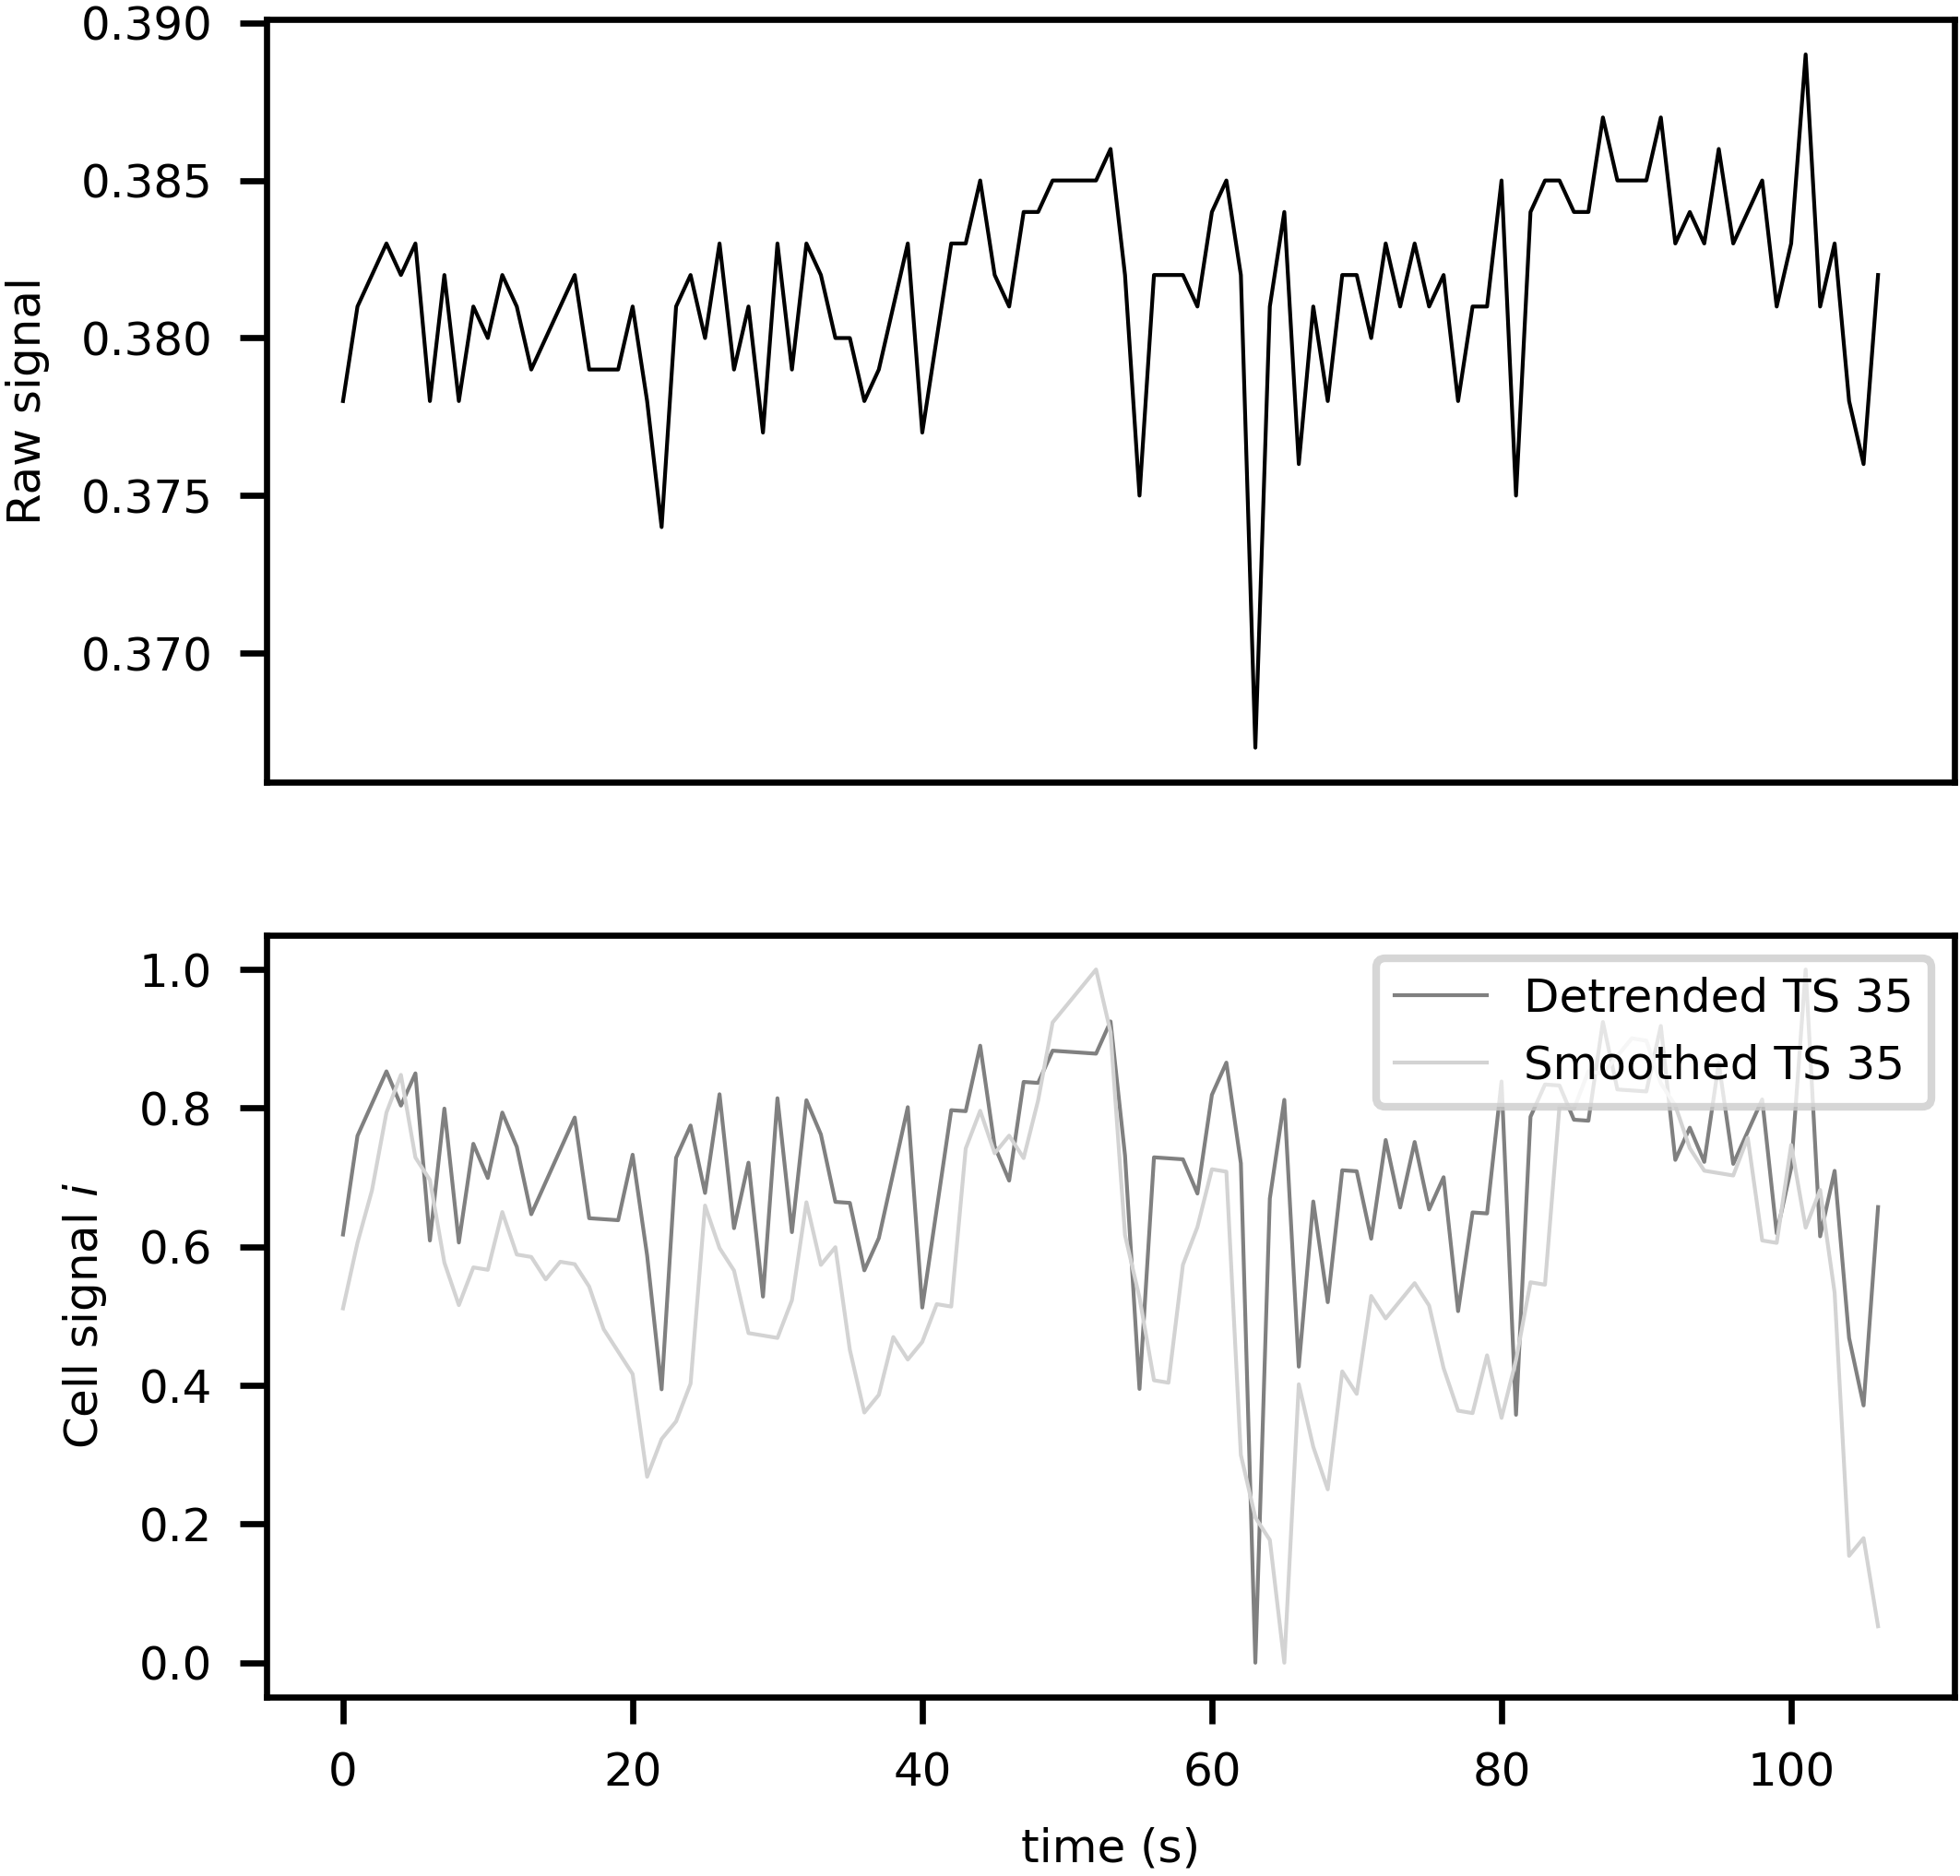 0.390
0.385
0.380
0.375
0.370
Raw signal
1.0
0.8
0.6
0.4
0.2
0.0
Cell signal i
Detrended TS 35
Smoothed TS 35
0 20 40 60 80 100
time (s)